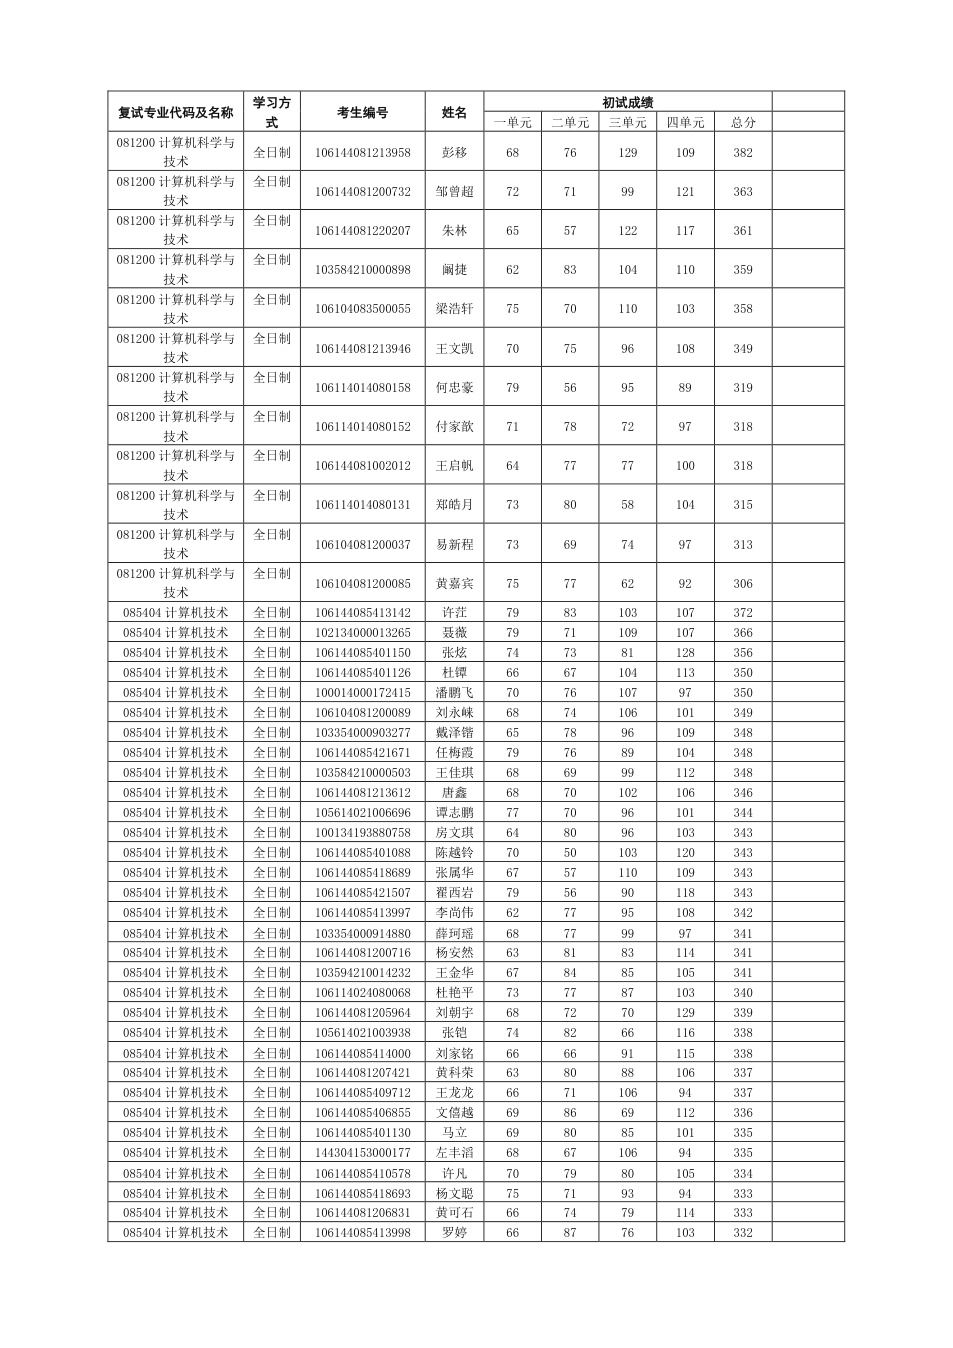 复试专业代码及名称 学习方式 考生编号 姓名 初试成绩
一单元 二单元 三单元 四单元 总分
081200 计算机科学与技术 全日制 106144081213958 彭移 68 76 129 109 382
081200 计算机科学与技术 全日制 106144081200732 邹曾超 72 71 99 121 363
081200 计算机科学与技术 全日制 106144081220207 朱林 65 57 122 117 361
081200 计算机科学与技术 全日制 103584210000898 阚捷 62 83 104 110 359
081200 计算机科学与技术 全日制 106104083500055 梁浩轩 75 70 110 103 358
081200 计算机科学与技术 全日制 106144081213946 王文凯 70 75 96 108 349
081200 计算机科学与技术 全日制 106114014080158 何忠豪 79 56 95 89 319
081200 计算机科学与技术 全日制 106114014080152 付家歆 71 78 72 97 318
081200 计算机科学与技术 全日制 106144081002012 王启帆 64 77 77 100 318
081200 计算机科学与技术 全日制 106114014080131 郑皓月 73 80 58 104 315
081200 计算机科学与技术 全日制 106104081200037 易新程 73 69 74 97 313
081200 计算机科学与技术 全日制 106104081200085 黄嘉宾 75 77 62 92 306
085404 计算机技术 全日制 106144085413142 许茳 79 83 103 107 372
085404 计算机技术 全日制 102134000013265 聂薇 79 71 109 107 366
085404 计算机技术 全日制 106144085401150 张炫 74 73 81 128 356
085404 计算机技术 全日制 106144085401126 杜镡 66 67 104 113 350
085404 计算机技术 全日制 100014000172415 潘鹏飞 70 76 107 97 350
085404 计算机技术 全日制 106104081200089 刘永崃 68 74 106 101 349
085404 计算机技术 全日制 103354000903277 戴泽锴 65 78 96 109 348
085404 计算机技术 全日制 106144085421671 任梅霞 79 76 89 104 348
085404 计算机技术 全日制 103584210000503 王佳琪 68 69 99 112 348
085404 计算机技术 全日制 106144081213612 唐鑫 68 70 102 106 346
085404 计算机技术 全日制 105614021006696 谭志鹏 77 70 96 101 344
085404 计算机技术 全日制 100134193880758 房文琪 64 80 96 103 343
085404 计算机技术 全日制 106144085401088 陈越铃 70 50 103 120 343
085404 计算机技术 全日制 106144085418689 张属华 67 57 110 109 343
085404 计算机技术 全日制 106144085421507 翟西岩 79 56 90 118 343
085404 计算机技术 全日制 106144085413997 李尚伟 62 77 95 108 342
085404 计算机技术 全日制 103354000914880 薛珂瑶 68 77 99 97 341
085404 计算机技术 全日制 106144081200716 杨安然 63 81 83 114 341
085404 计算机技术 全日制 103594210014232 王金华 67 84 85 105 341
085404 计算机技术 全日制 106114024080068 杜艳平 73 77 87 103 340
085404 计算机技术 全日制 106144081205964 刘朝宇 68 72 70 129 339
085404 计算机技术 全日制 105614021003938 张铠 74 82 66 116 338
085404 计算机技术 全日制 106144085414000 刘家铭 66 66 91 115 338
085404 计算机技术 全日制 106144081207421 黄科荣 63 80 88 106 337
085404 计算机技术 全日制 106144085409712 王龙龙 66 71 106 94 337
085404 计算机技术 全日制 106144085406855 文僖越 69 86 69 112 336
085404 计算机技术 全日制 106144085401130 马立 69 80 85 101 335
085404 计算机技术 全日制 144304153000177 左丰滔 68 67 106 94 335
085404 计算机技术 全日制 106144085410578 许凡 70 79 80 105 334
085404 计算机技术 全日制 106144085418693 杨文聪 75 71 93 94 333
085404 计算机技术 全日制 106144081206831 黄可石 66 74 79 114 333
085404 计算机技术 全日制 106144085413998 罗婷 66 87 76 103 332